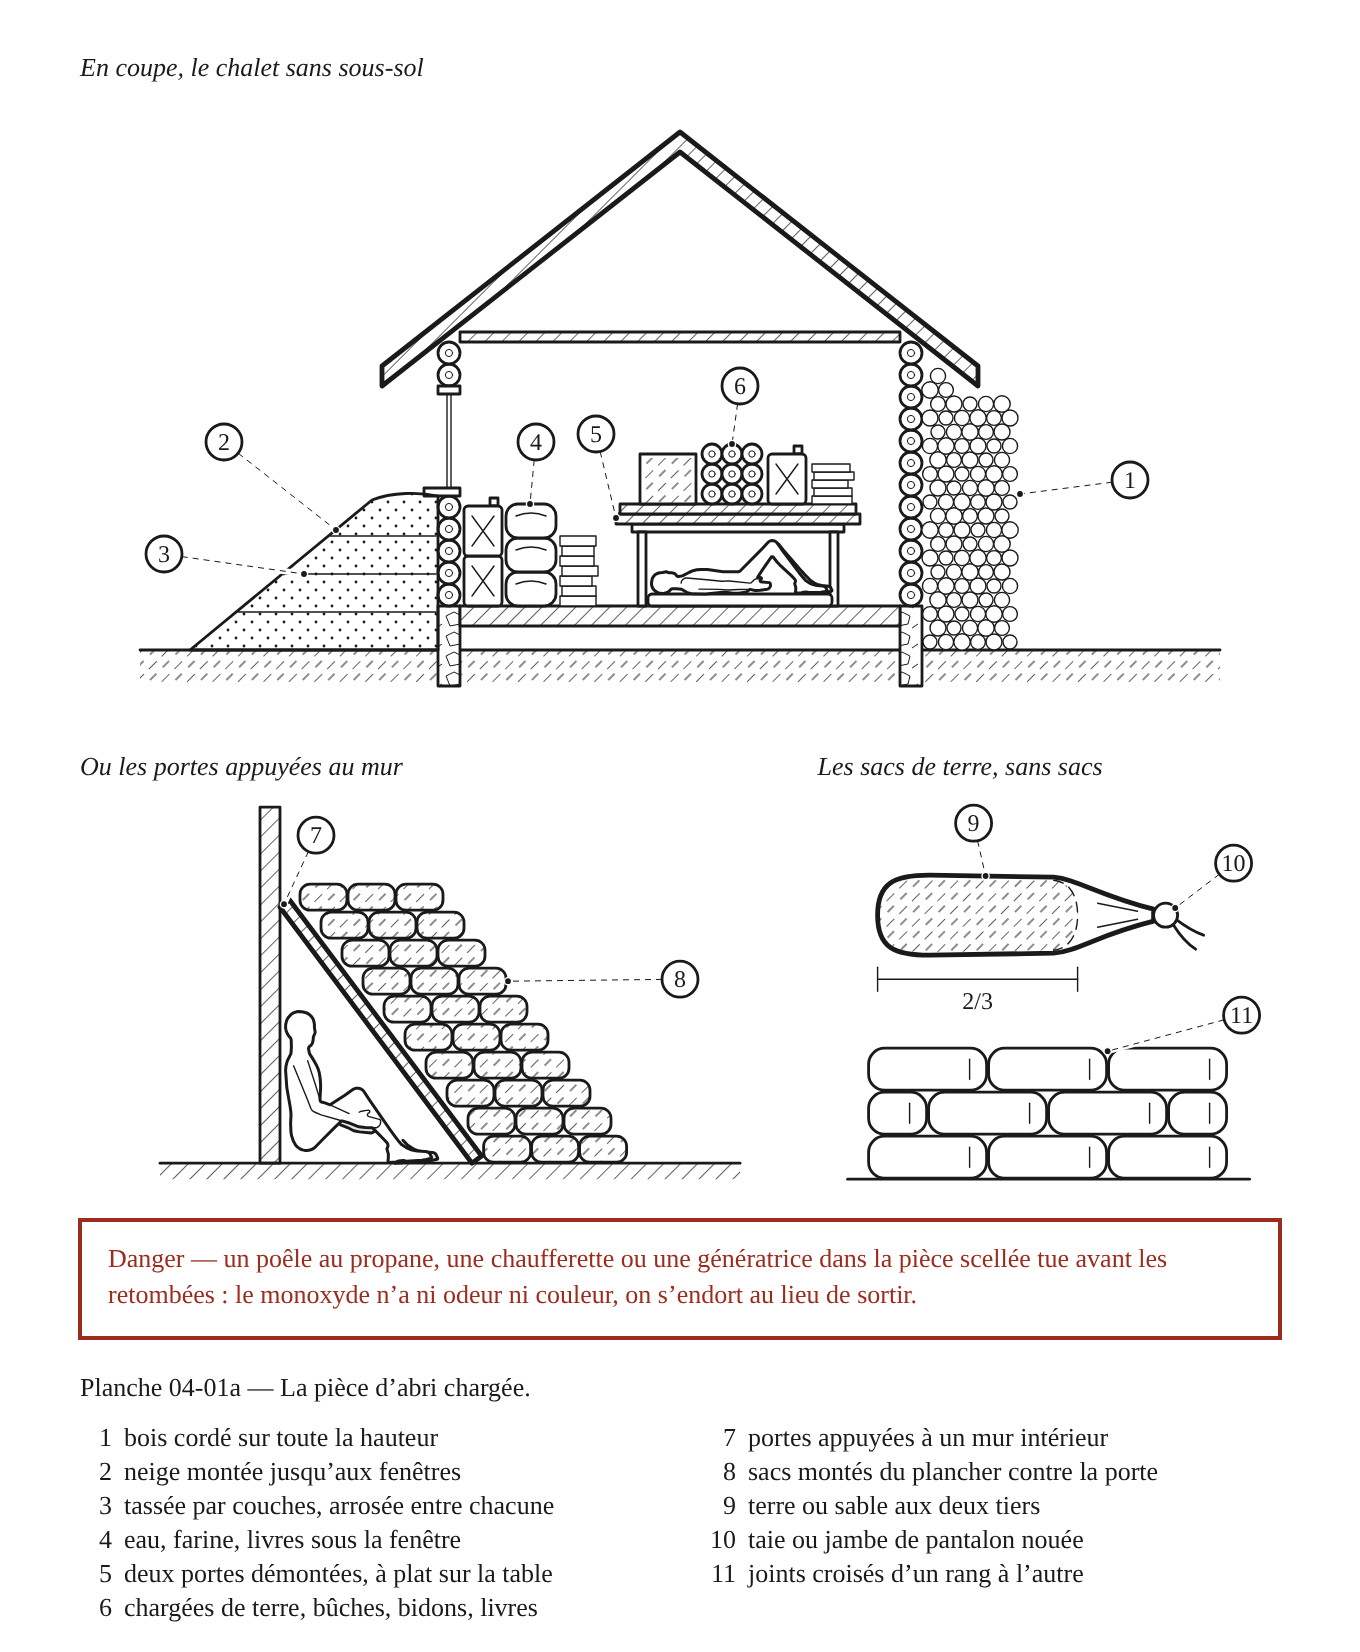 En coupe, le chalet sans sous-sol
6
2
4
5
1
3
Ou les portes appuyées au mur
Les sacs de terre, sans sacs
7
9
10
8
2/3
11
Danger — un poêle au propane, une chaufferette ou une génératrice dans la pièce scellée tue avant les
retombées : le monoxyde n’a ni odeur ni couleur, on s’endort au lieu de sortir.
Planche 04-01a — La pièce d’abri chargée.
1 bois cordé sur toute la hauteur
2 neige montée jusqu’aux fenêtres
3 tassée par couches, arrosée entre chacune
4 eau, farine, livres sous la fenêtre
5 deux portes démontées, à plat sur la table
6 chargées de terre, bûches, bidons, livres
7 portes appuyées à un mur intérieur
8 sacs montés du plancher contre la porte
9 terre ou sable aux deux tiers
10 taie ou jambe de pantalon nouée
11 joints croisés d’un rang à l’autre